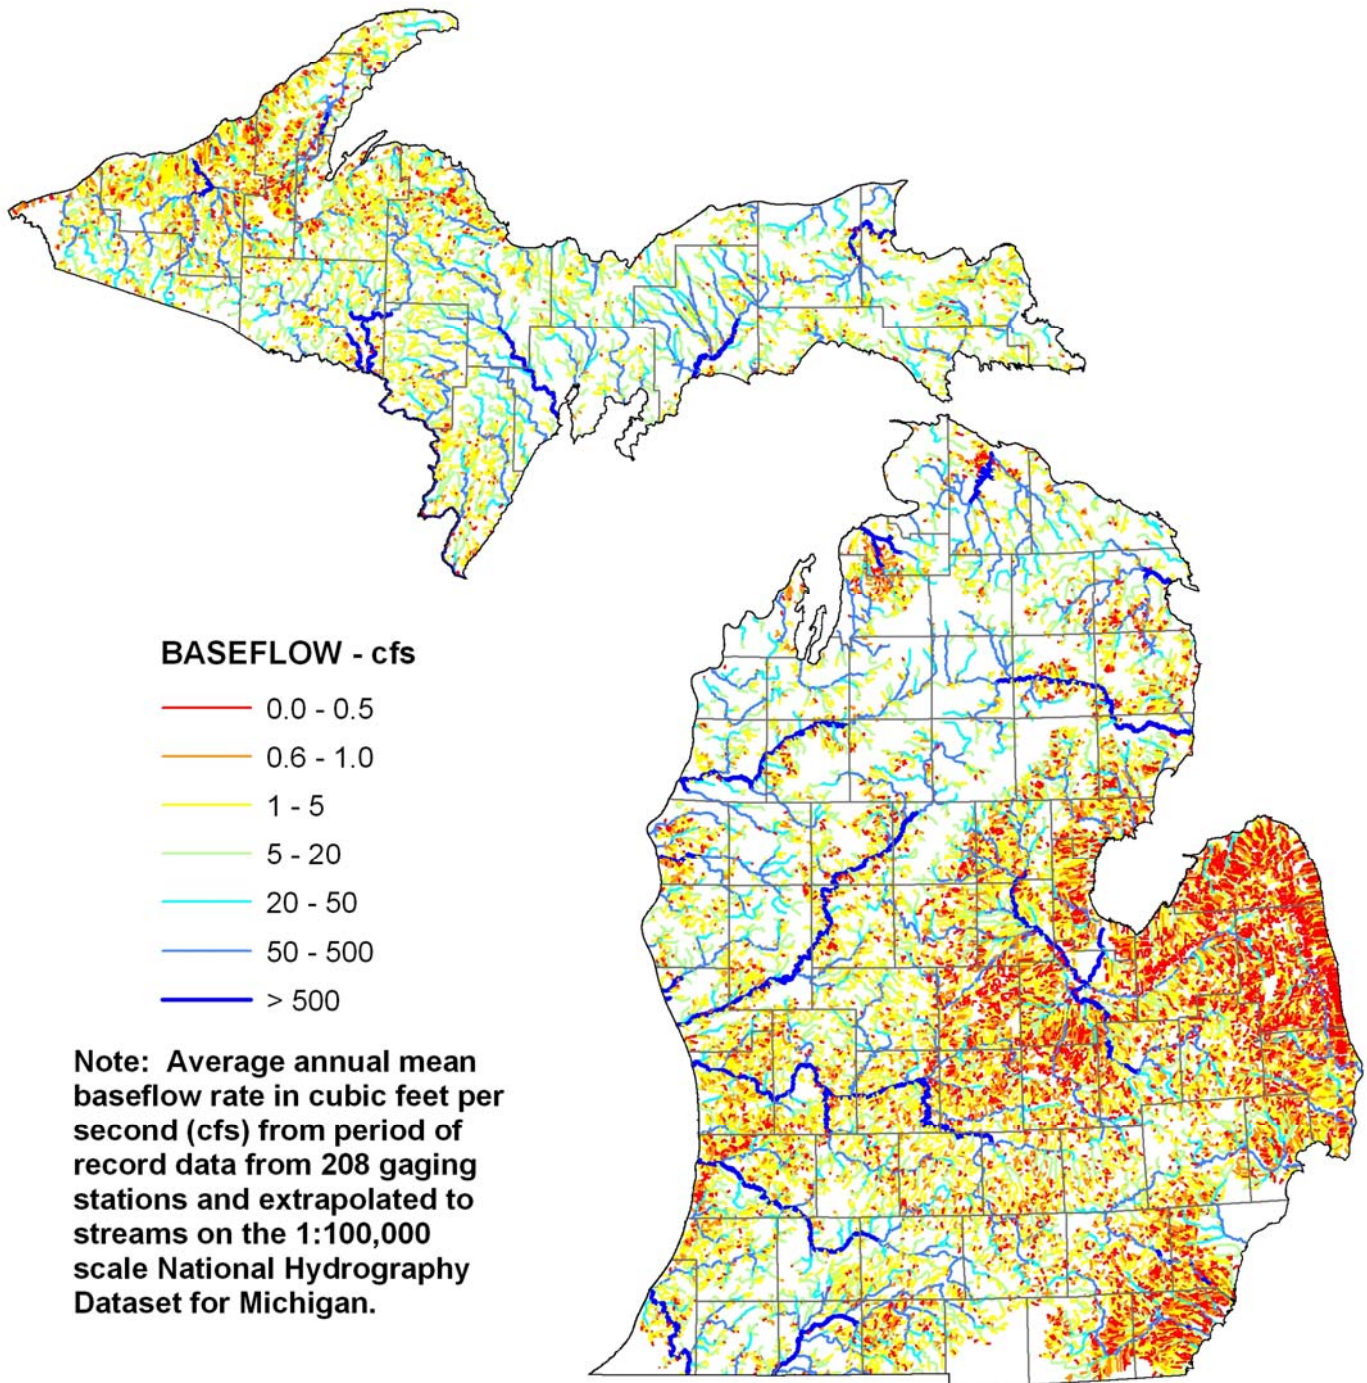 BASEFLOW - cfs
0.0 - 0.5
0.6 - 1.0
1 - 5
5 - 20
20 - 50
50 - 500
> 500
Note:  Average annual mean
baseflow rate in cubic feet per
second (cfs) from period of
record data from 208 gaging
stations and extrapolated to
streams on the 1:100,000
scale National Hydrography
Dataset for Michigan.